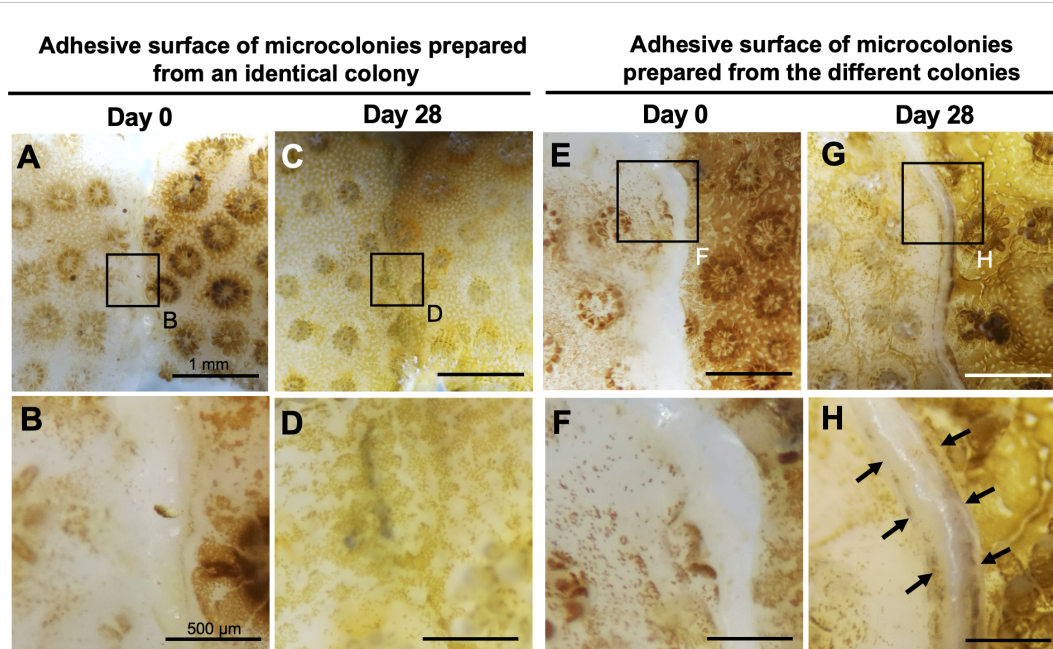 Adhesive surface of microcolonies prepared
from an identical colony
Adhesive surface of microcolonies
prepared from the different colonies
Day 0
Day 28
Day 0
Day 28
A
B
1 mm
C
D
E
F
G
H
B
500 µm
D
F
H